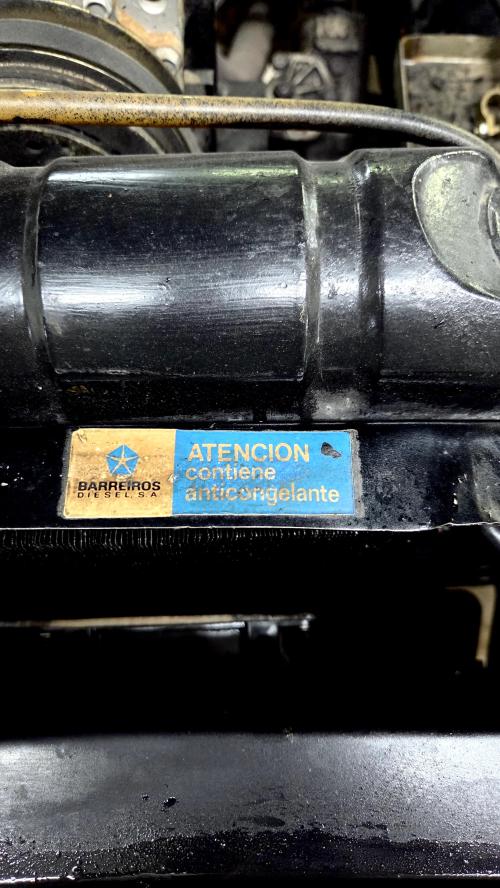 BARREIROS
DIESEL, S.A
ATENCION
contiene
anticongelante